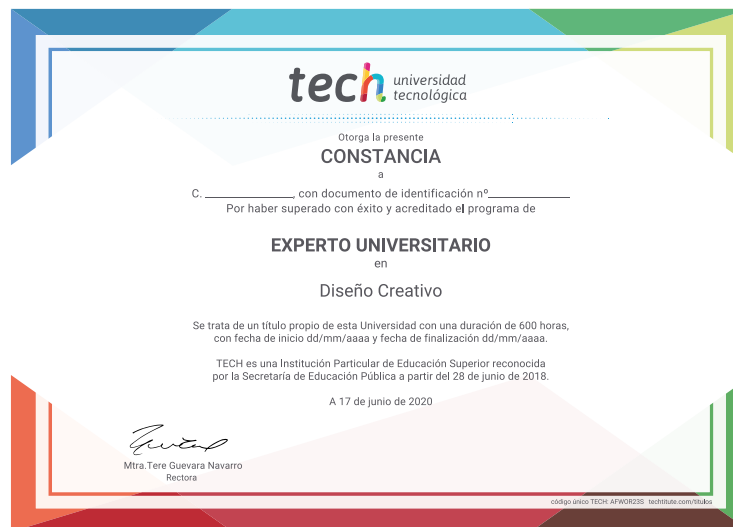 tech universidad
tecnológica
Otorga la presente
CONSTANCIA
a
C. ________________, con documento de identificación nº______________
Por haber superado con éxito y acreditado el programa de
EXPERTO UNIVERSITARIO
en
Diseño Creativo
Se trata de un título propio de esta Universidad con una duración de 600 horas,
con fecha de inicio dd/mm/aaaa y fecha de finalización dd/mm/aaaa.
TECH es una Institución Particular de Educación Superior reconocida
por la Secretaría de Educación Pública a partir del 28 de junio de 2018.
A 17 de junio de 2020
Mtra.Tere Guevara Navarro
Rectora
código único TECH: AFWOR23S techtitute.com/titulos